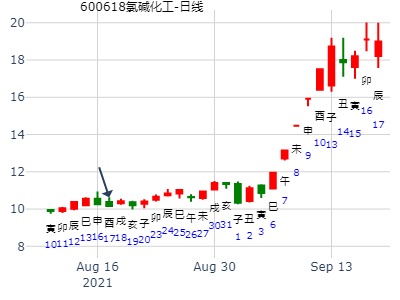 600618氯碱化工-日线
20
18
16
14
12
10
8
寅 卯 辰 巳 申 酉 戌 亥 子 卯 辰 巳 午 未 戌 亥 子 丑 寅 巳 午 未 申 酉 子 丑 寅 卯 辰
10 11 12 13 16 17 18 19 20 23 24 25 26 27 30 31 1 2 3 6 7 8 9 10 13 14 15 16 17
Aug 16 Aug 30 Sep 13
2021